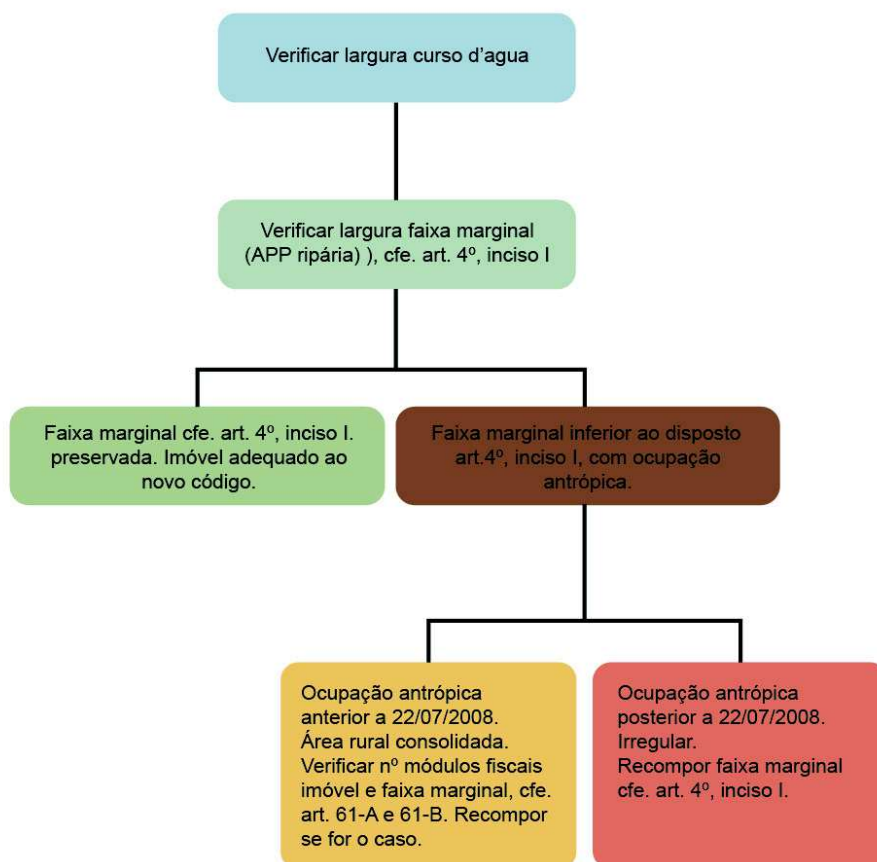 Verificar largura curso d'agua
Verificar largura faixa marginal
(APP ripária) ), cfe. art. 4º, inciso I
Faixa marginal cfe. art. 4º, inciso I.
preservada. Imóvel adequado ao
novo código.
Faixa marginal inferior ao disposto
art.4º, inciso I, com ocupação
antrópica.
Ocupação antrópica
anterior a 22/07/2008.
Área rural consolidada.
Verificar nº módulos fiscais
imóvel e faixa marginal, cfe.
art. 61-A e 61-B. Recompor
se for o caso.
Ocupação antrópica
posterior a 22/07/2008.
Irregular.
Recompor faixa marginal
cfe. art. 4º, inciso I.